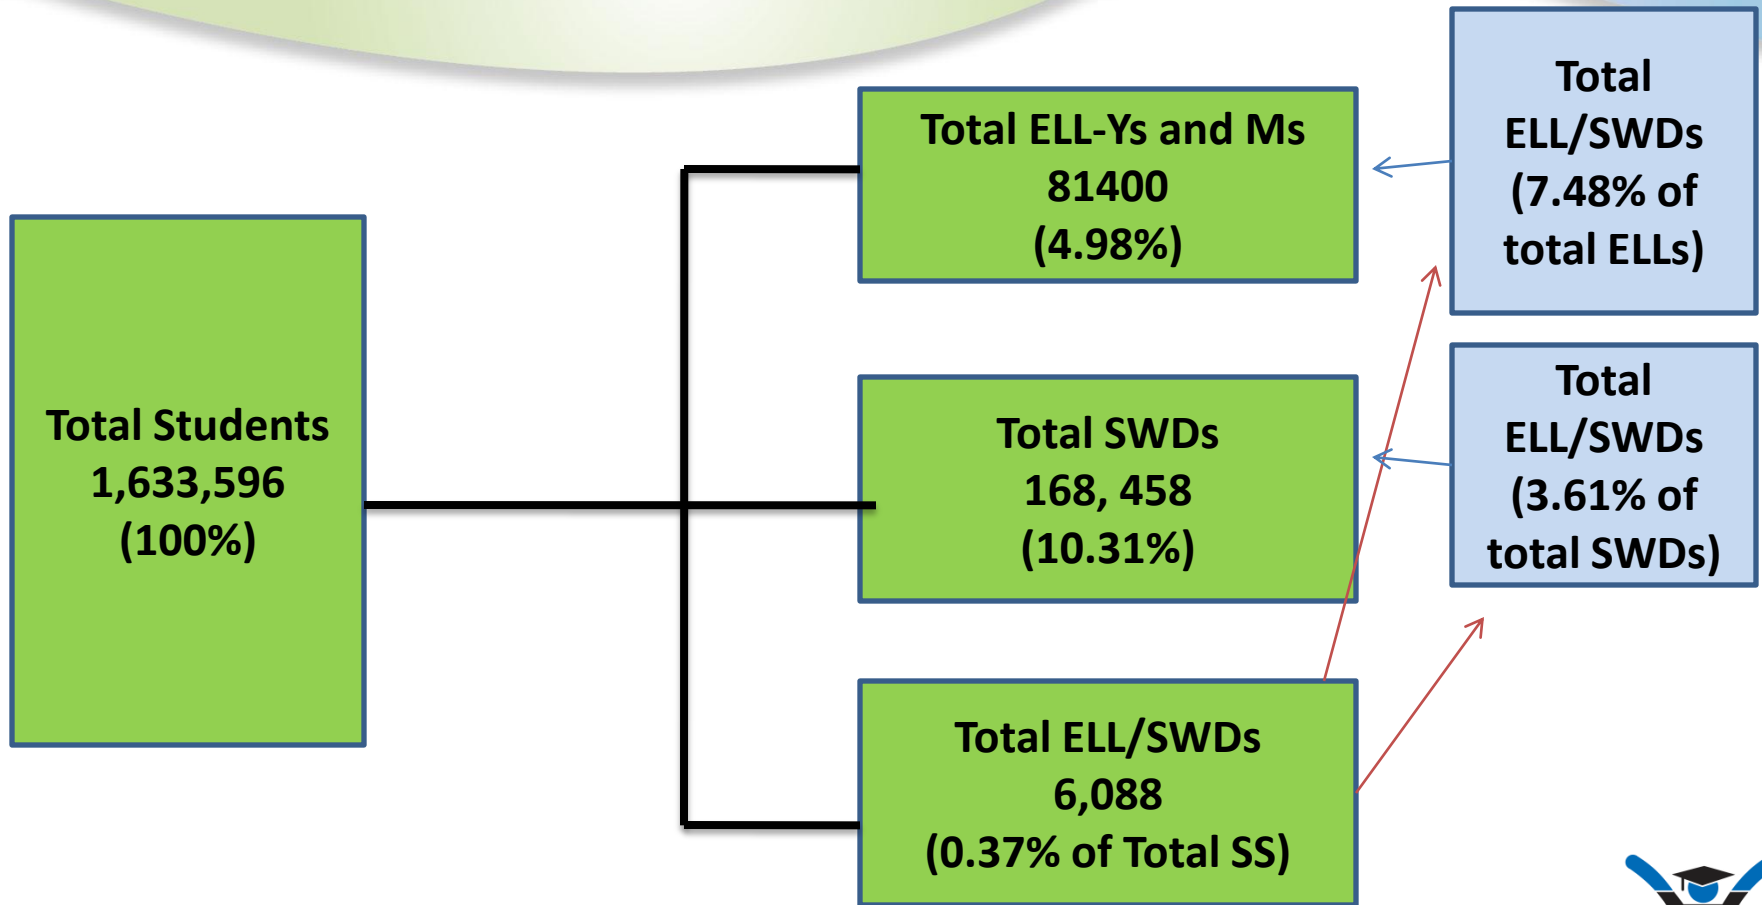 Total Students
1,633,596
(100%)
Total ELL-Ys and Ms
81400
(4.98%)
Total SWDs
168, 458
(10.31%)
Total ELL/SWDs
6,088
(0.37% of Total SS)
Total
ELL/SWDs
(7.48% of
total ELLs)
Total
ELL/SWDs
(3.61% of
total SWDs)